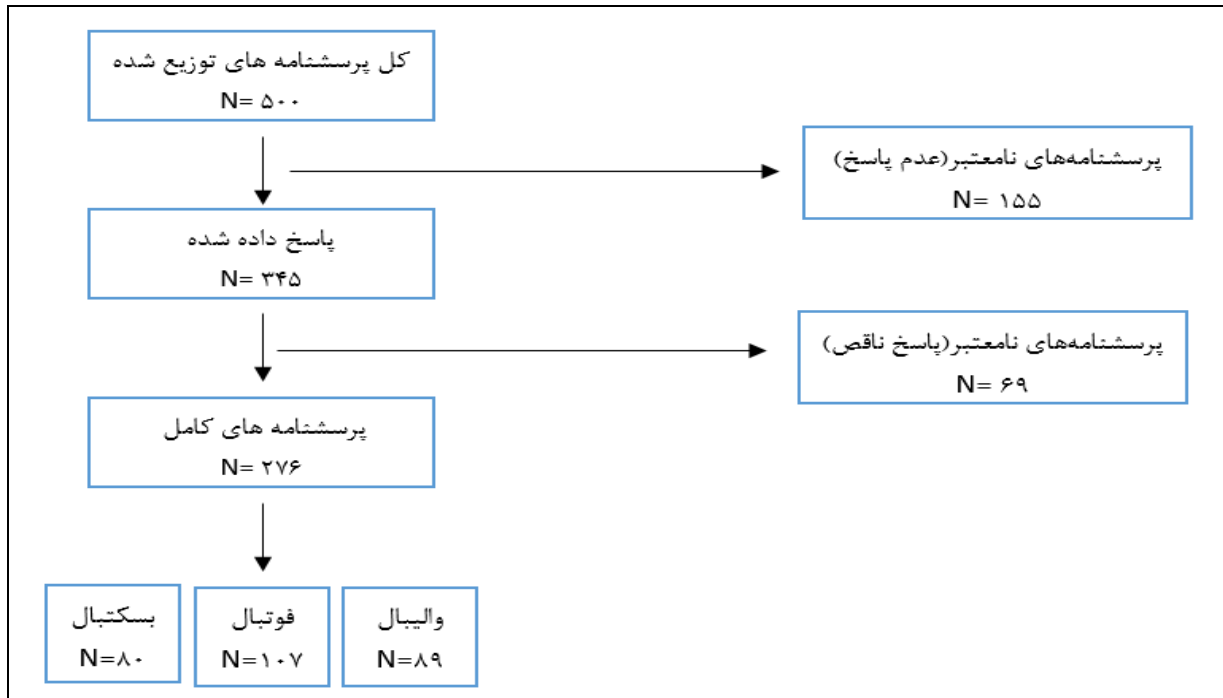 کل پرسشنامه های توزیع شده
N= ۵۰۰
پرسشنامه‌های نامعتبر(عدم پاسخ)
N= ۱۵۵
پاسخ داده شده
N= ۳۴۵
پرسشنامه‌های نامعتبر(پاسخ ناقص)
N= ۶۹
پرسشنامه های کامل
N= ۲۷۶
والیبال
N=۸۹
فوتبال
N=۱۰۷
بسکتبال
N=۸۰